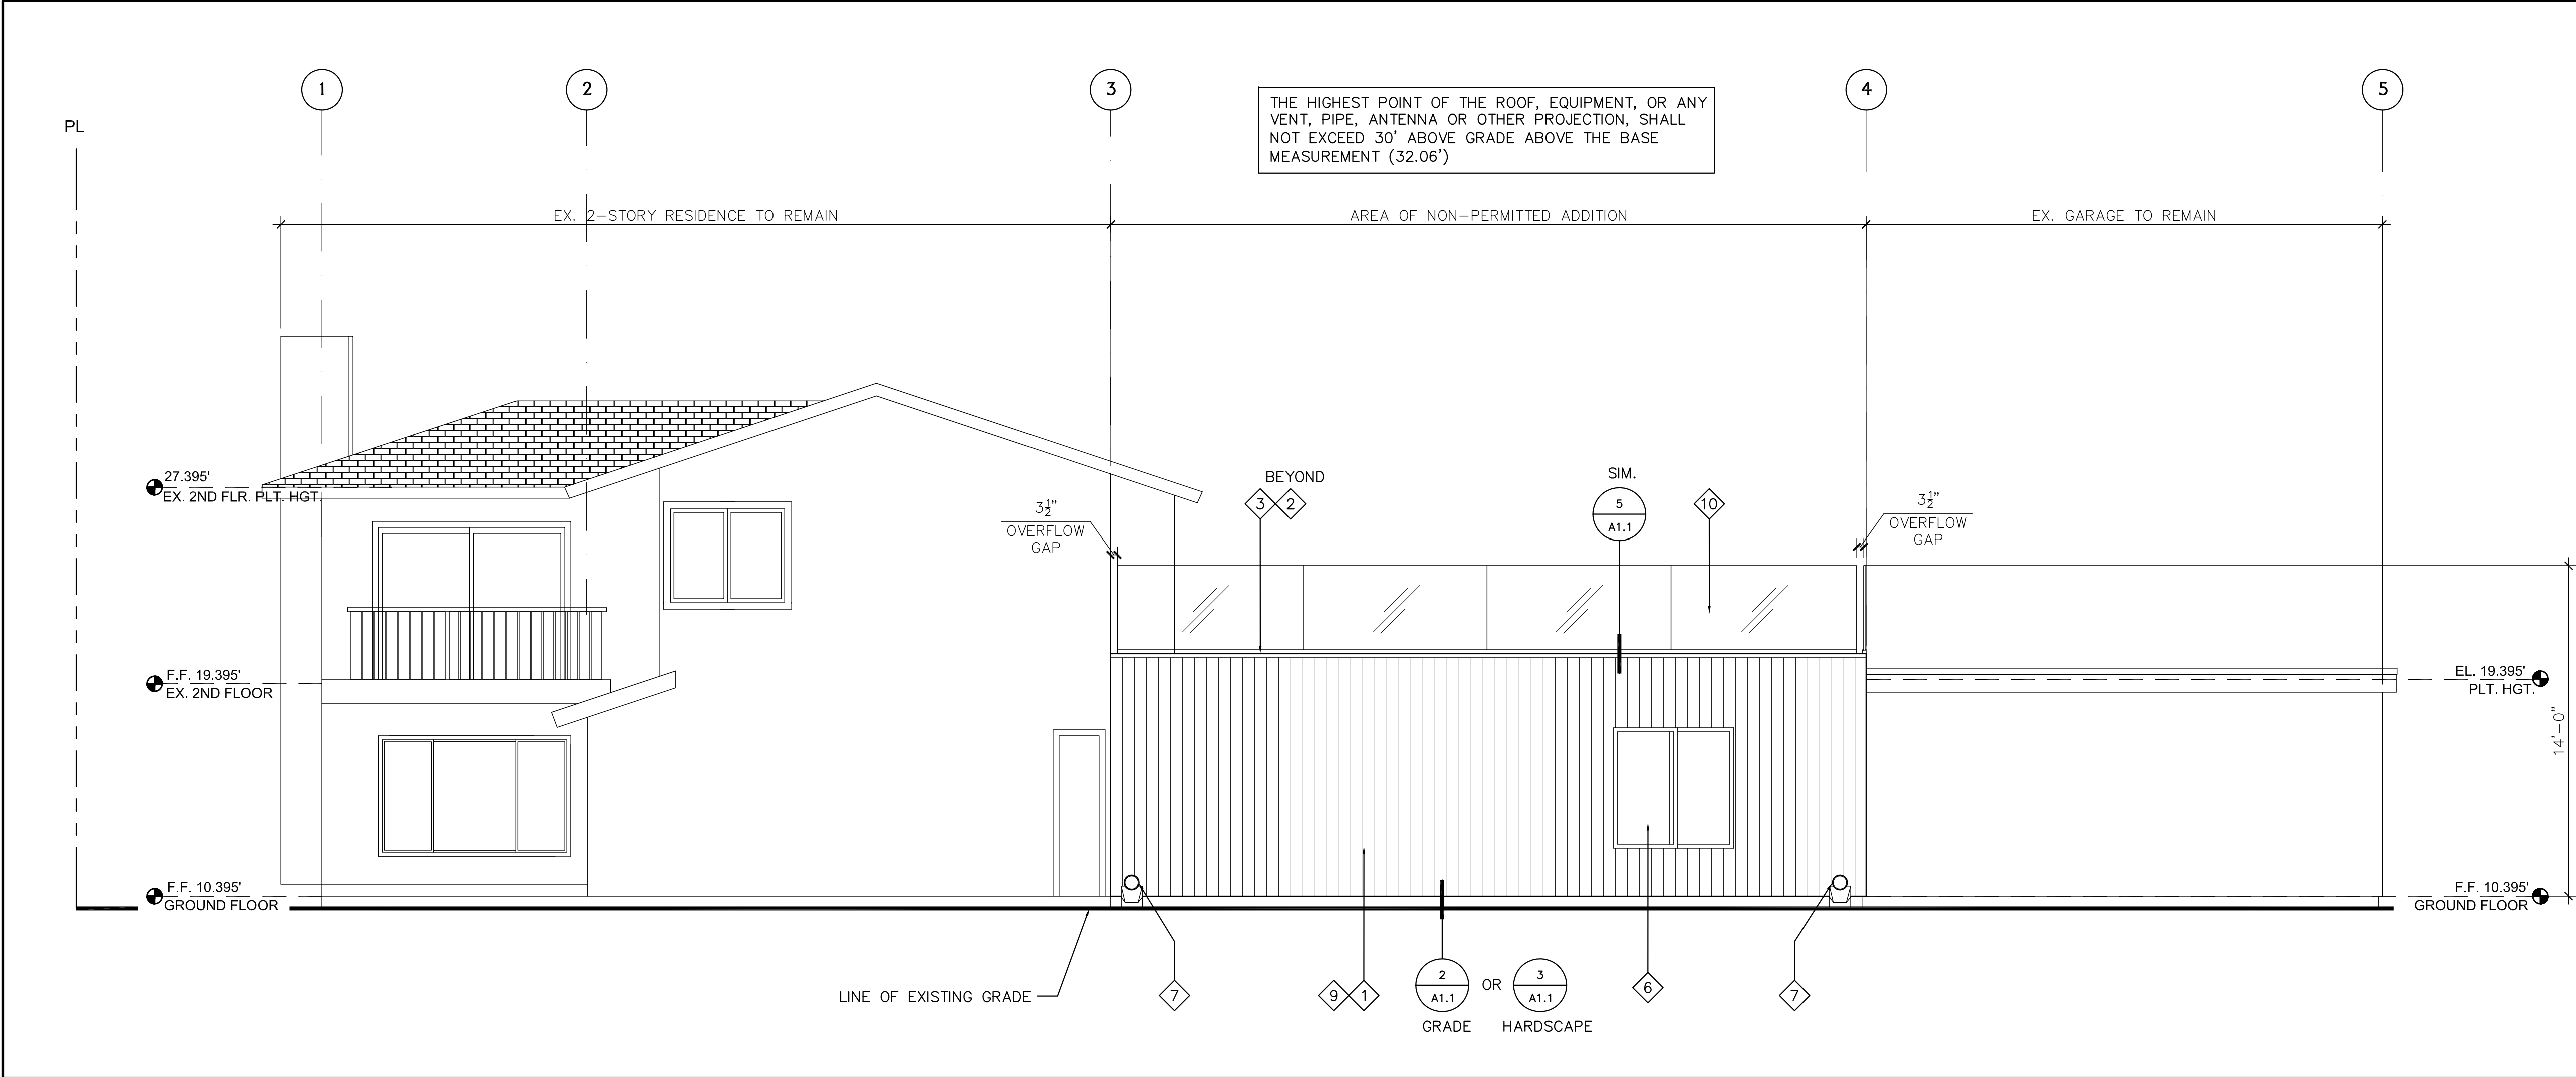 1
2
3
4
5
PL
THE HIGHEST POINT OF THE ROOF, EQUIPMENT, OR ANY
VENT, PIPE, ANTENNA OR OTHER PROJECTION, SHALL
NOT EXCEED 30' ABOVE GRADE ABOVE THE BASE
MEASUREMENT (32.06')
EX. 2-STORY RESIDENCE TO REMAIN
AREA OF NON-PERMITTED ADDITION
EX. GARAGE TO REMAIN
27.395'
EX. 2ND FLR. PLT. HGT.
BEYOND
3
2
SIM.
5
A1.1
10
3½"
OVERFLOW
GAP
3½"
OVERFLOW
GAP
F.F. 19.395'
EX. 2ND FLOOR
EL. 19.395'
PLT. HGT.
14'-0"
F.F. 10.395'
GROUND FLOOR
F.F. 10.395'
GROUND FLOOR
LINE OF EXISTING GRADE
7
9
1
2
A1.1
OR
3
A1.1
GRADE
HARDSCAPE
6
7